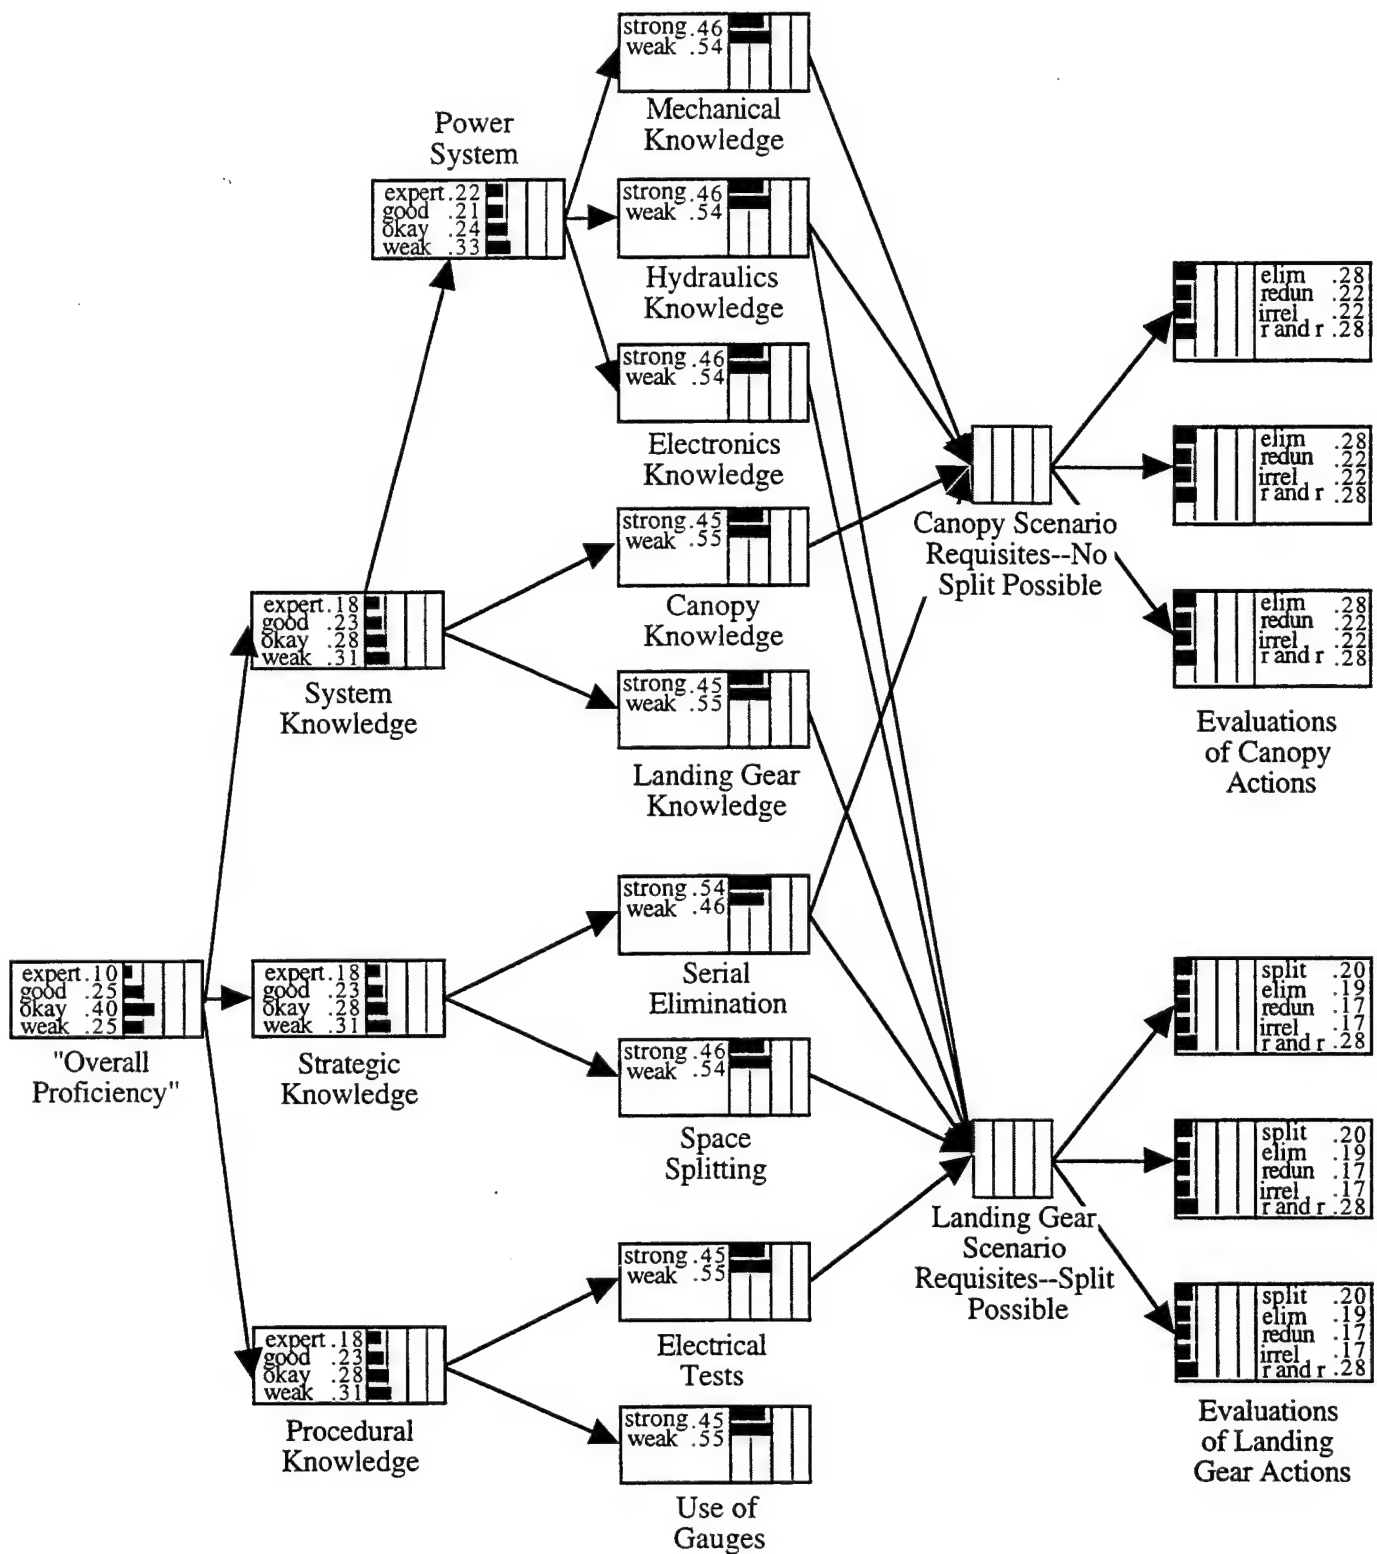 strong .46
weak .54
Mechanical
Knowledge
Power
System
expert .22
good .21
okay .24
weak .33
strong .46
weak .54
Hydraulics
Knowledge
strong .46
weak .54
Electronics
Knowledge
strong .45
weak .55
Canopy
Knowledge
expert .18
good .23
okay .28
weak .31
System
Knowledge
strong .45
weak .55
Landing Gear
Knowledge
strong .54
weak .46
Serial
Elimination
expert .10
good .25
okay .40
weak .25
"Overall
Proficiency"
expert .18
good .23
okay .28
weak .31
Strategic
Knowledge
strong .46
weak .54
Space
Splitting
strong .45
weak .55
Electrical
Tests
expert .18
good .23
okay .28
weak .31
Procedural
Knowledge
strong .45
weak .55
Use of
Gauges
Canopy Scenario
Requisites--No
Split Possible
elim .28
redun .22
irrel .22
r and r .28
elim .28
redun .22
irrel .22
r and r .28
elim .28
redun .22
irrel .22
r and r .28
Evaluations
of Canopy
Actions
Landing Gear
Scenario
Requisites--Split
Possible
split .20
elim .19
redun .17
irrel .17
r and r .28
split .20
elim .19
redun .17
irrel .17
r and r .28
split .20
elim .19
redun .17
irrel .17
r and r .28
Evaluations
of Landing
Gear Actions